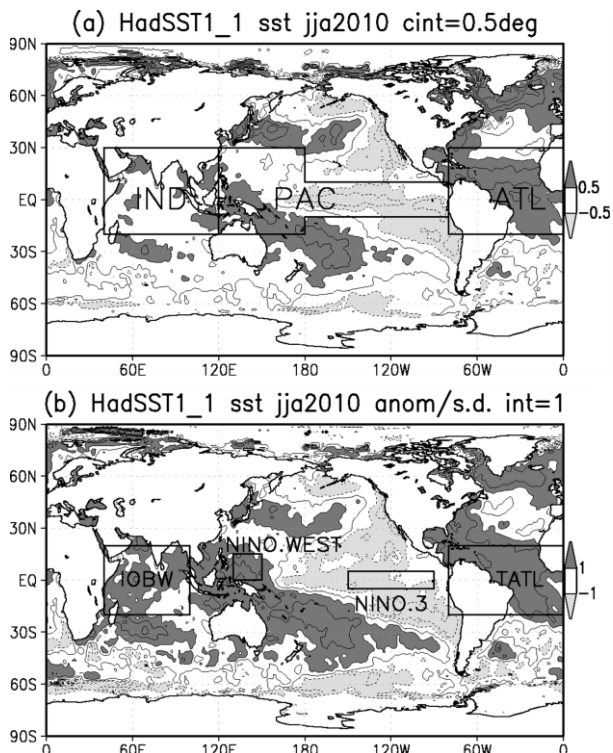 (a) HadSST1_1 sst jja2010 cint=0.5deg
90N
60N
30N
EQ
30S
60S
90S
IND
PAC
ATL
0.5
-0.5
0
60E
120E
180
120W
60W
0
(b) HadSST1_1 sst jja2010 anom/s.d. int=1
90N
60N
30N
EQ
30S
60S
90S
NINO.WEST
IOBW
TATL
NINO.3
1
-1
0
60E
120E
180
120W
60W
0